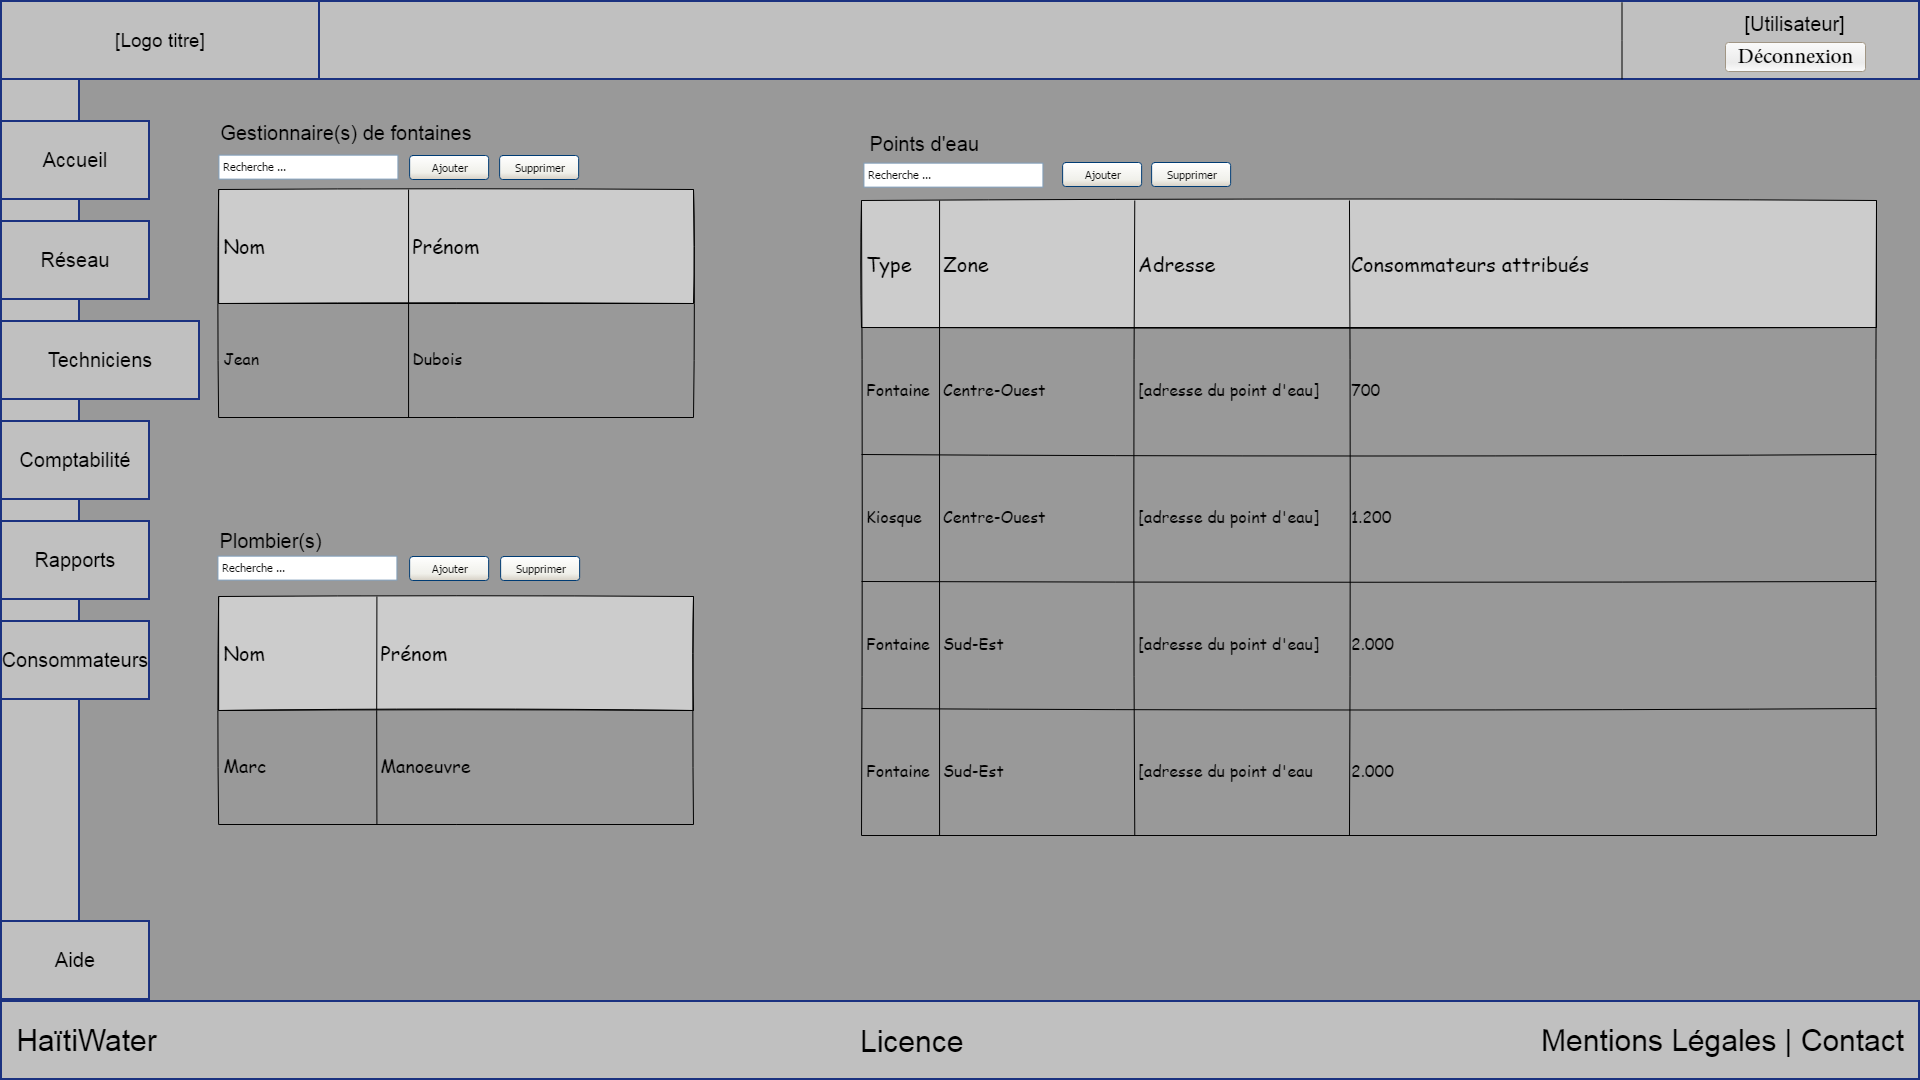 [Logo titre]
[Utilisateur]
Déconnexion
Accueil
Réseau
Techniciens
Comptabilité
Rapports
Consommateurs
Aide
Gestionnaire(s) de fontaines
Recherche ... Ajouter Supprimer
Nom Prénom
Jean Dubois
Plombier(s)
Recherche ... Ajouter Supprimer
Nom Prénom
Marc Manoeuvre
Points d'eau
Recherche ... Ajouter Supprimer
Type Zone Adresse Consommateurs attribués
Fontaine Centre-Ouest [adresse du point d'eau] 700
Kiosque Centre-Ouest [adresse du point d'eau] 1.200
Fontaine Sud-Est [adresse du point d'eau] 2.000
Fontaine Sud-Est [adresse du point d'eau 2.000
HaïtiWater Licence Mentions Légales | Contact